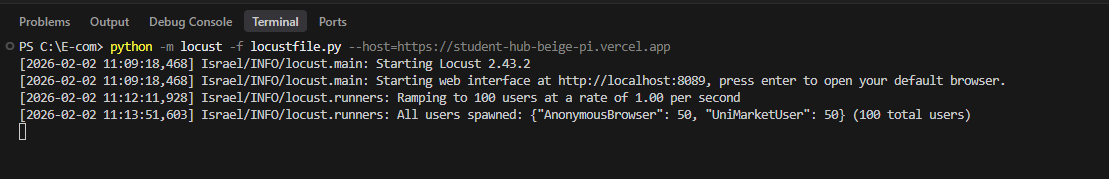 Problems Output Debug Console Terminal Ports
PS C:\E-com> python -m locust -f locustfile.py --host=https://student-hub-beige-pi.vercel.app
[2026-02-02 11:09:18,468] Israel/INFO/locust.main: Starting Locust 2.43.2
[2026-02-02 11:09:18,468] Israel/INFO/locust.main: Starting web interface at http://localhost:8089, press enter to open your default browser.
[2026-02-02 11:12:11,928] Israel/INFO/locust.runners: Ramping to 100 users at a rate of 1.00 per second
[2026-02-02 11:13:51,603] Israel/INFO/locust.runners: All users spawned: {"AnonymousBrowser": 50, "UniMarketUser": 50} (100 total users)